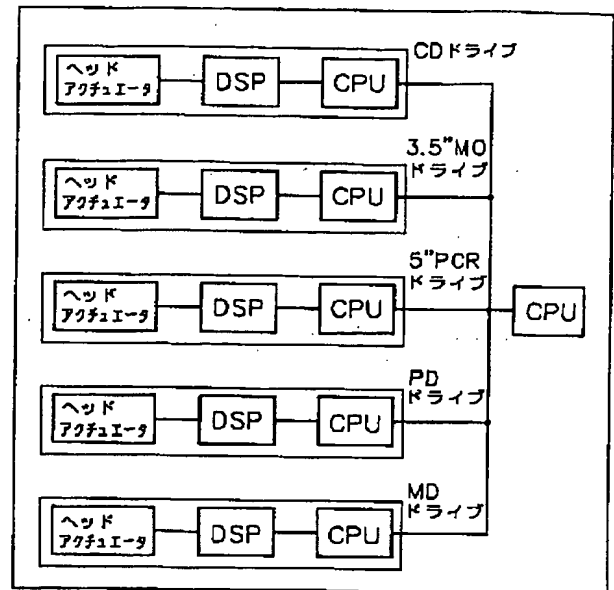 CDドライブ
ヘッド
アクチュエータ
DSP
CPU
3.5"MO
ドライブ
ヘッド
アクチュエータ
DSP
CPU
5"PCR
ドライブ
ヘッド
アクチュエータ
DSP
CPU
CPU
PD
ドライブ
ヘッド
アクチュエータ
DSP
CPU
MD
ドライブ
ヘッド
アクチュエータ
DSP
CPU